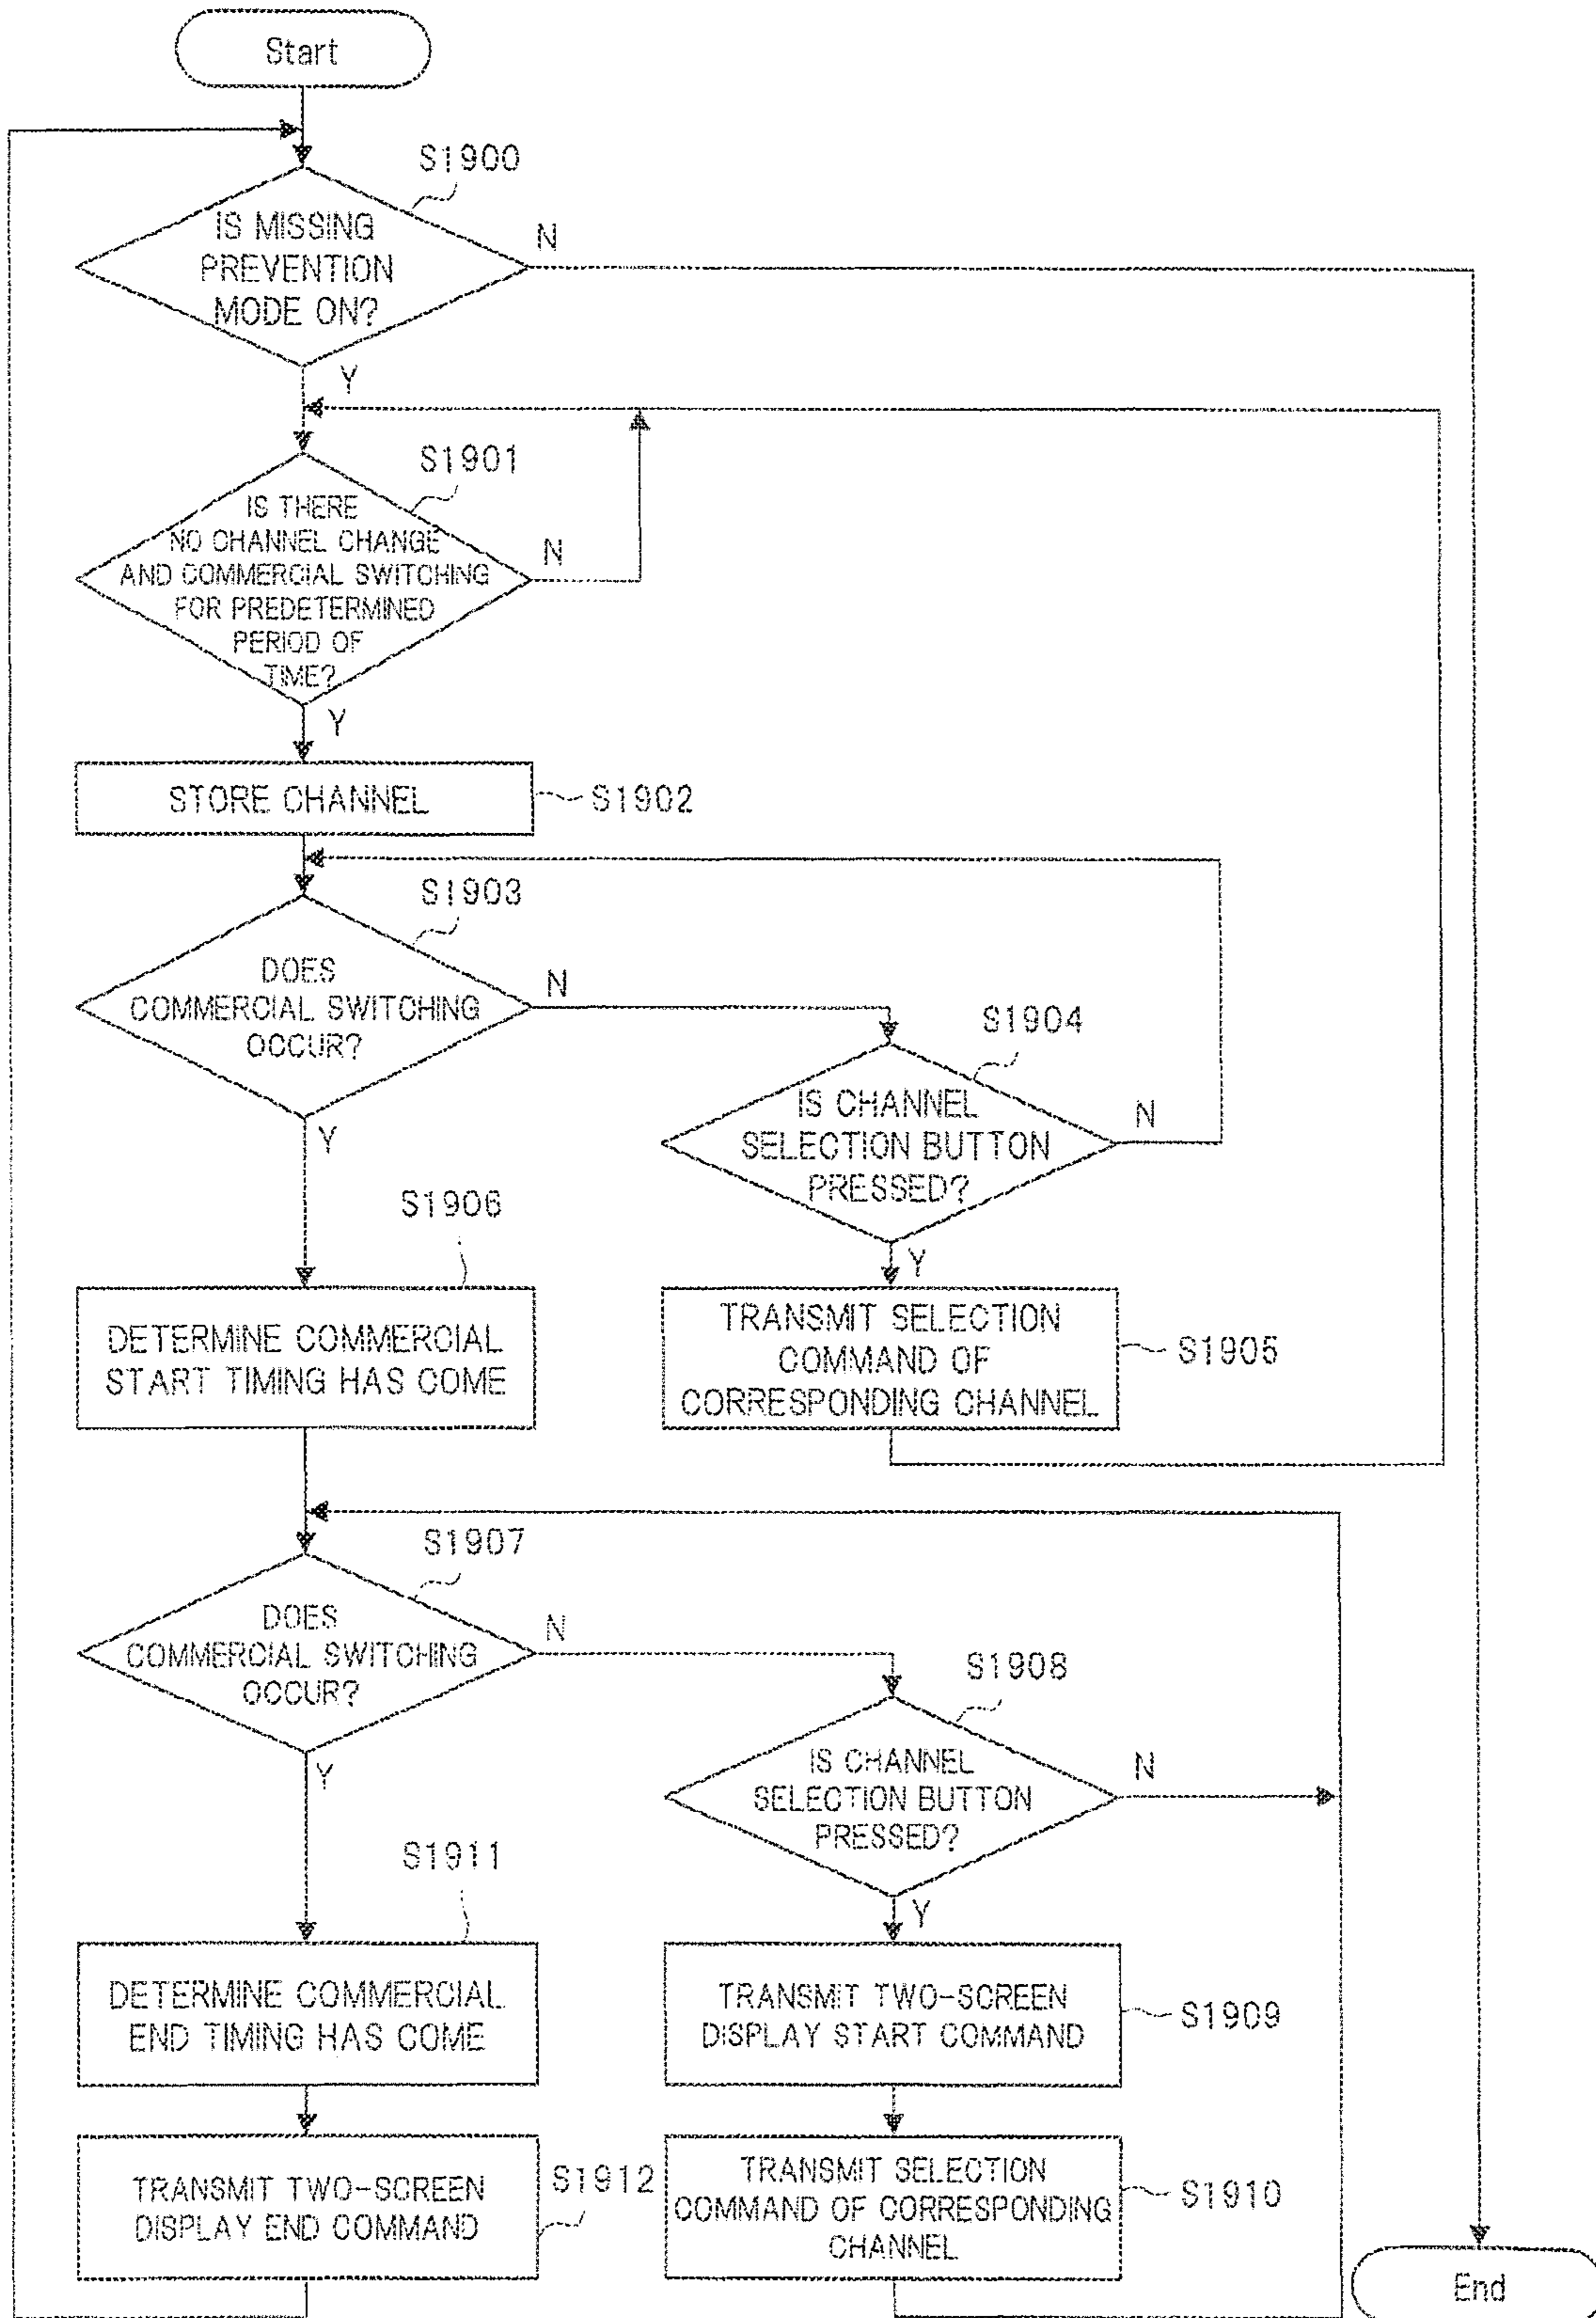 Start
S1900
IS MISSING
PREVENTION
MODE ON?
N
Y
S1901
IS THERE
NO CHANNEL CHANGE
AND COMMERCIAL SWITCHING
FOR PREDETERMINED
PERIOD OF
TIME?
N
Y
STORE CHANNEL
S1902
S1903
DOES
COMMERCIAL SWITCHING
OCCUR?
N
Y
S1904
IS CHANNEL
SELECTION BUTTON
PRESSED?
N
Y
S1906
DETERMINE COMMERCIAL
START TIMING HAS COME
TRANSMIT SELECTION
COMMAND OF
CORRESPONDING CHANNEL
S1905
S1907
DOES
COMMERCIAL SWITCHING
OCCUR?
N
Y
S1908
IS CHANNEL
SELECTION BUTTON
PRESSED?
N
Y
S1911
DETERMINE COMMERCIAL
END TIMING HAS COME
TRANSMIT TWO-SCREEN
DISPLAY START COMMAND
S1909
TRANSMIT TWO-SCREEN
DISPLAY END COMMAND
S1912
TRANSMIT SELECTION
COMMAND OF CORRESPONDING
CHANNEL
S1910
End